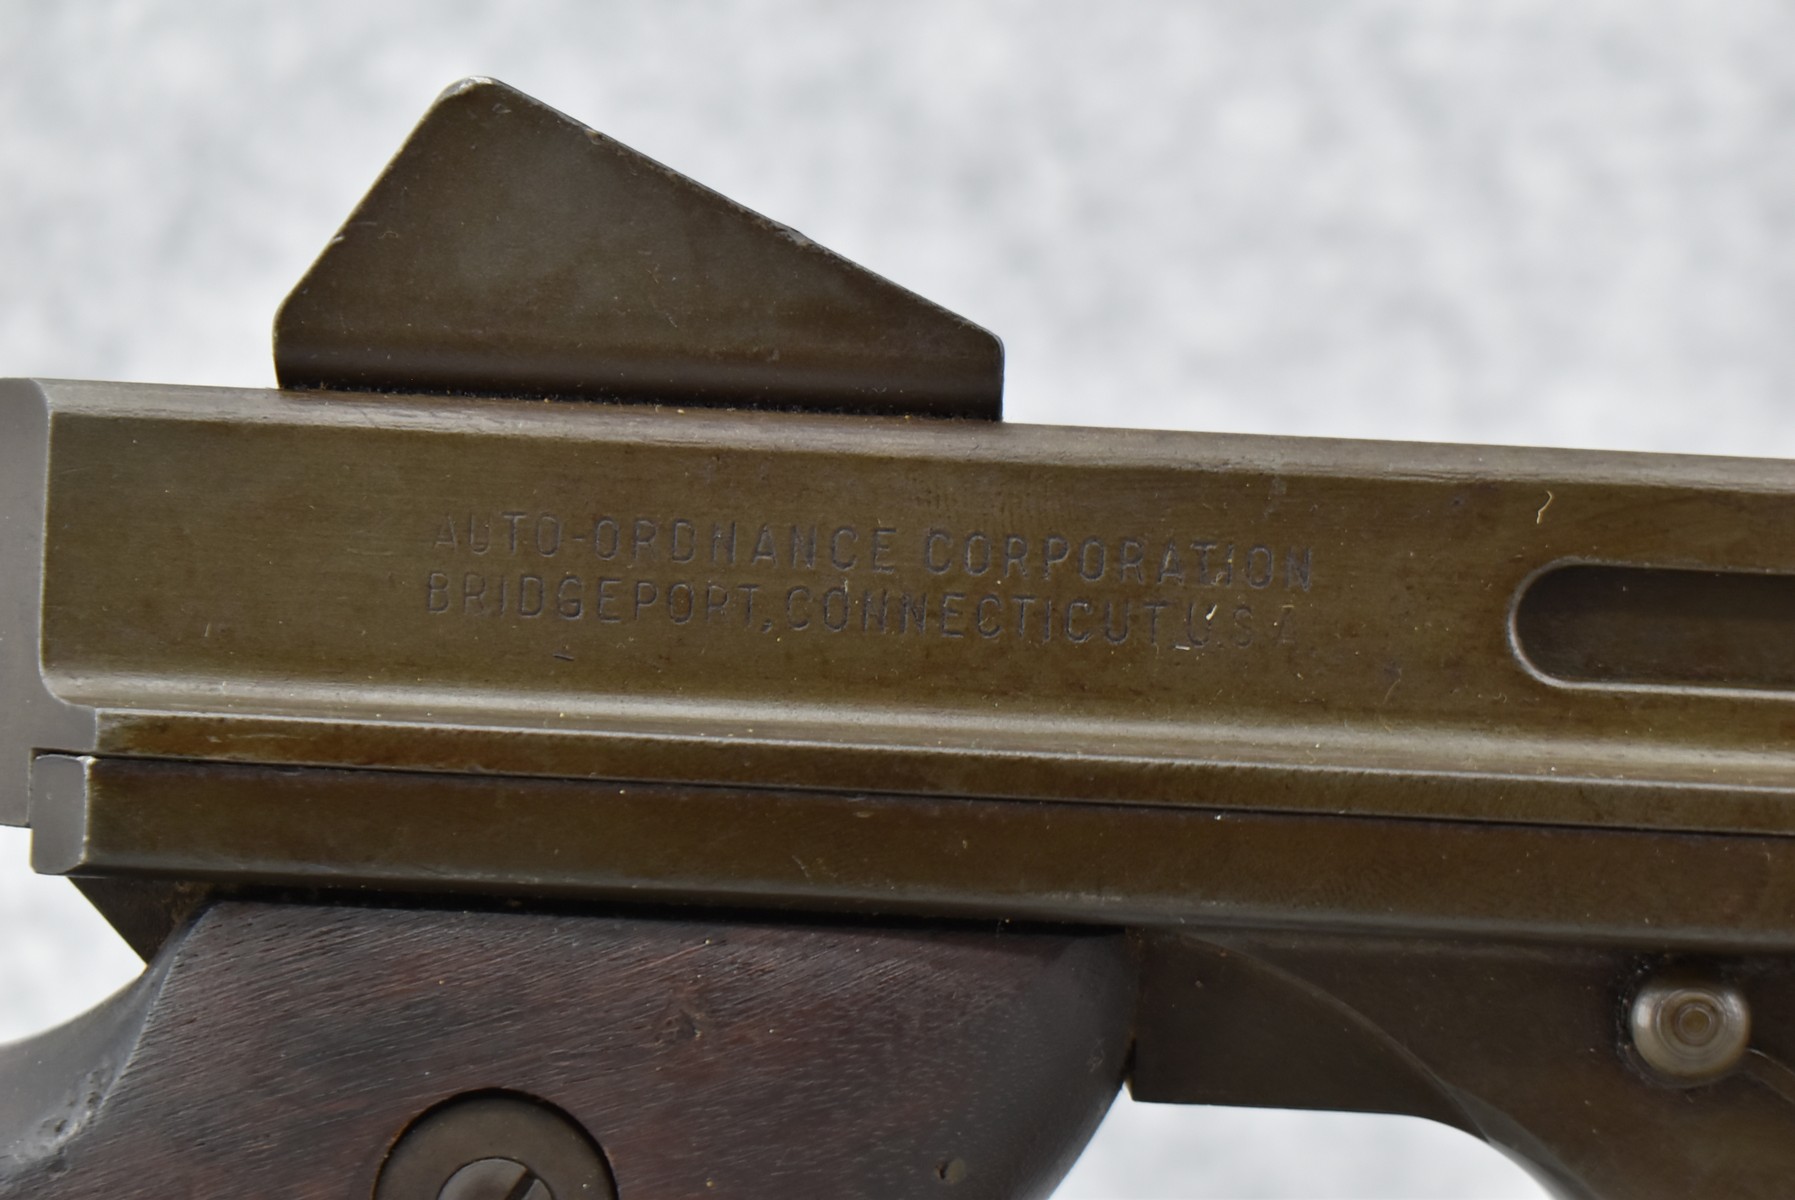 AUTO-ORDNANCE CORPORATION
BRIDGEPORT, CONNECTICUT, U.S.A